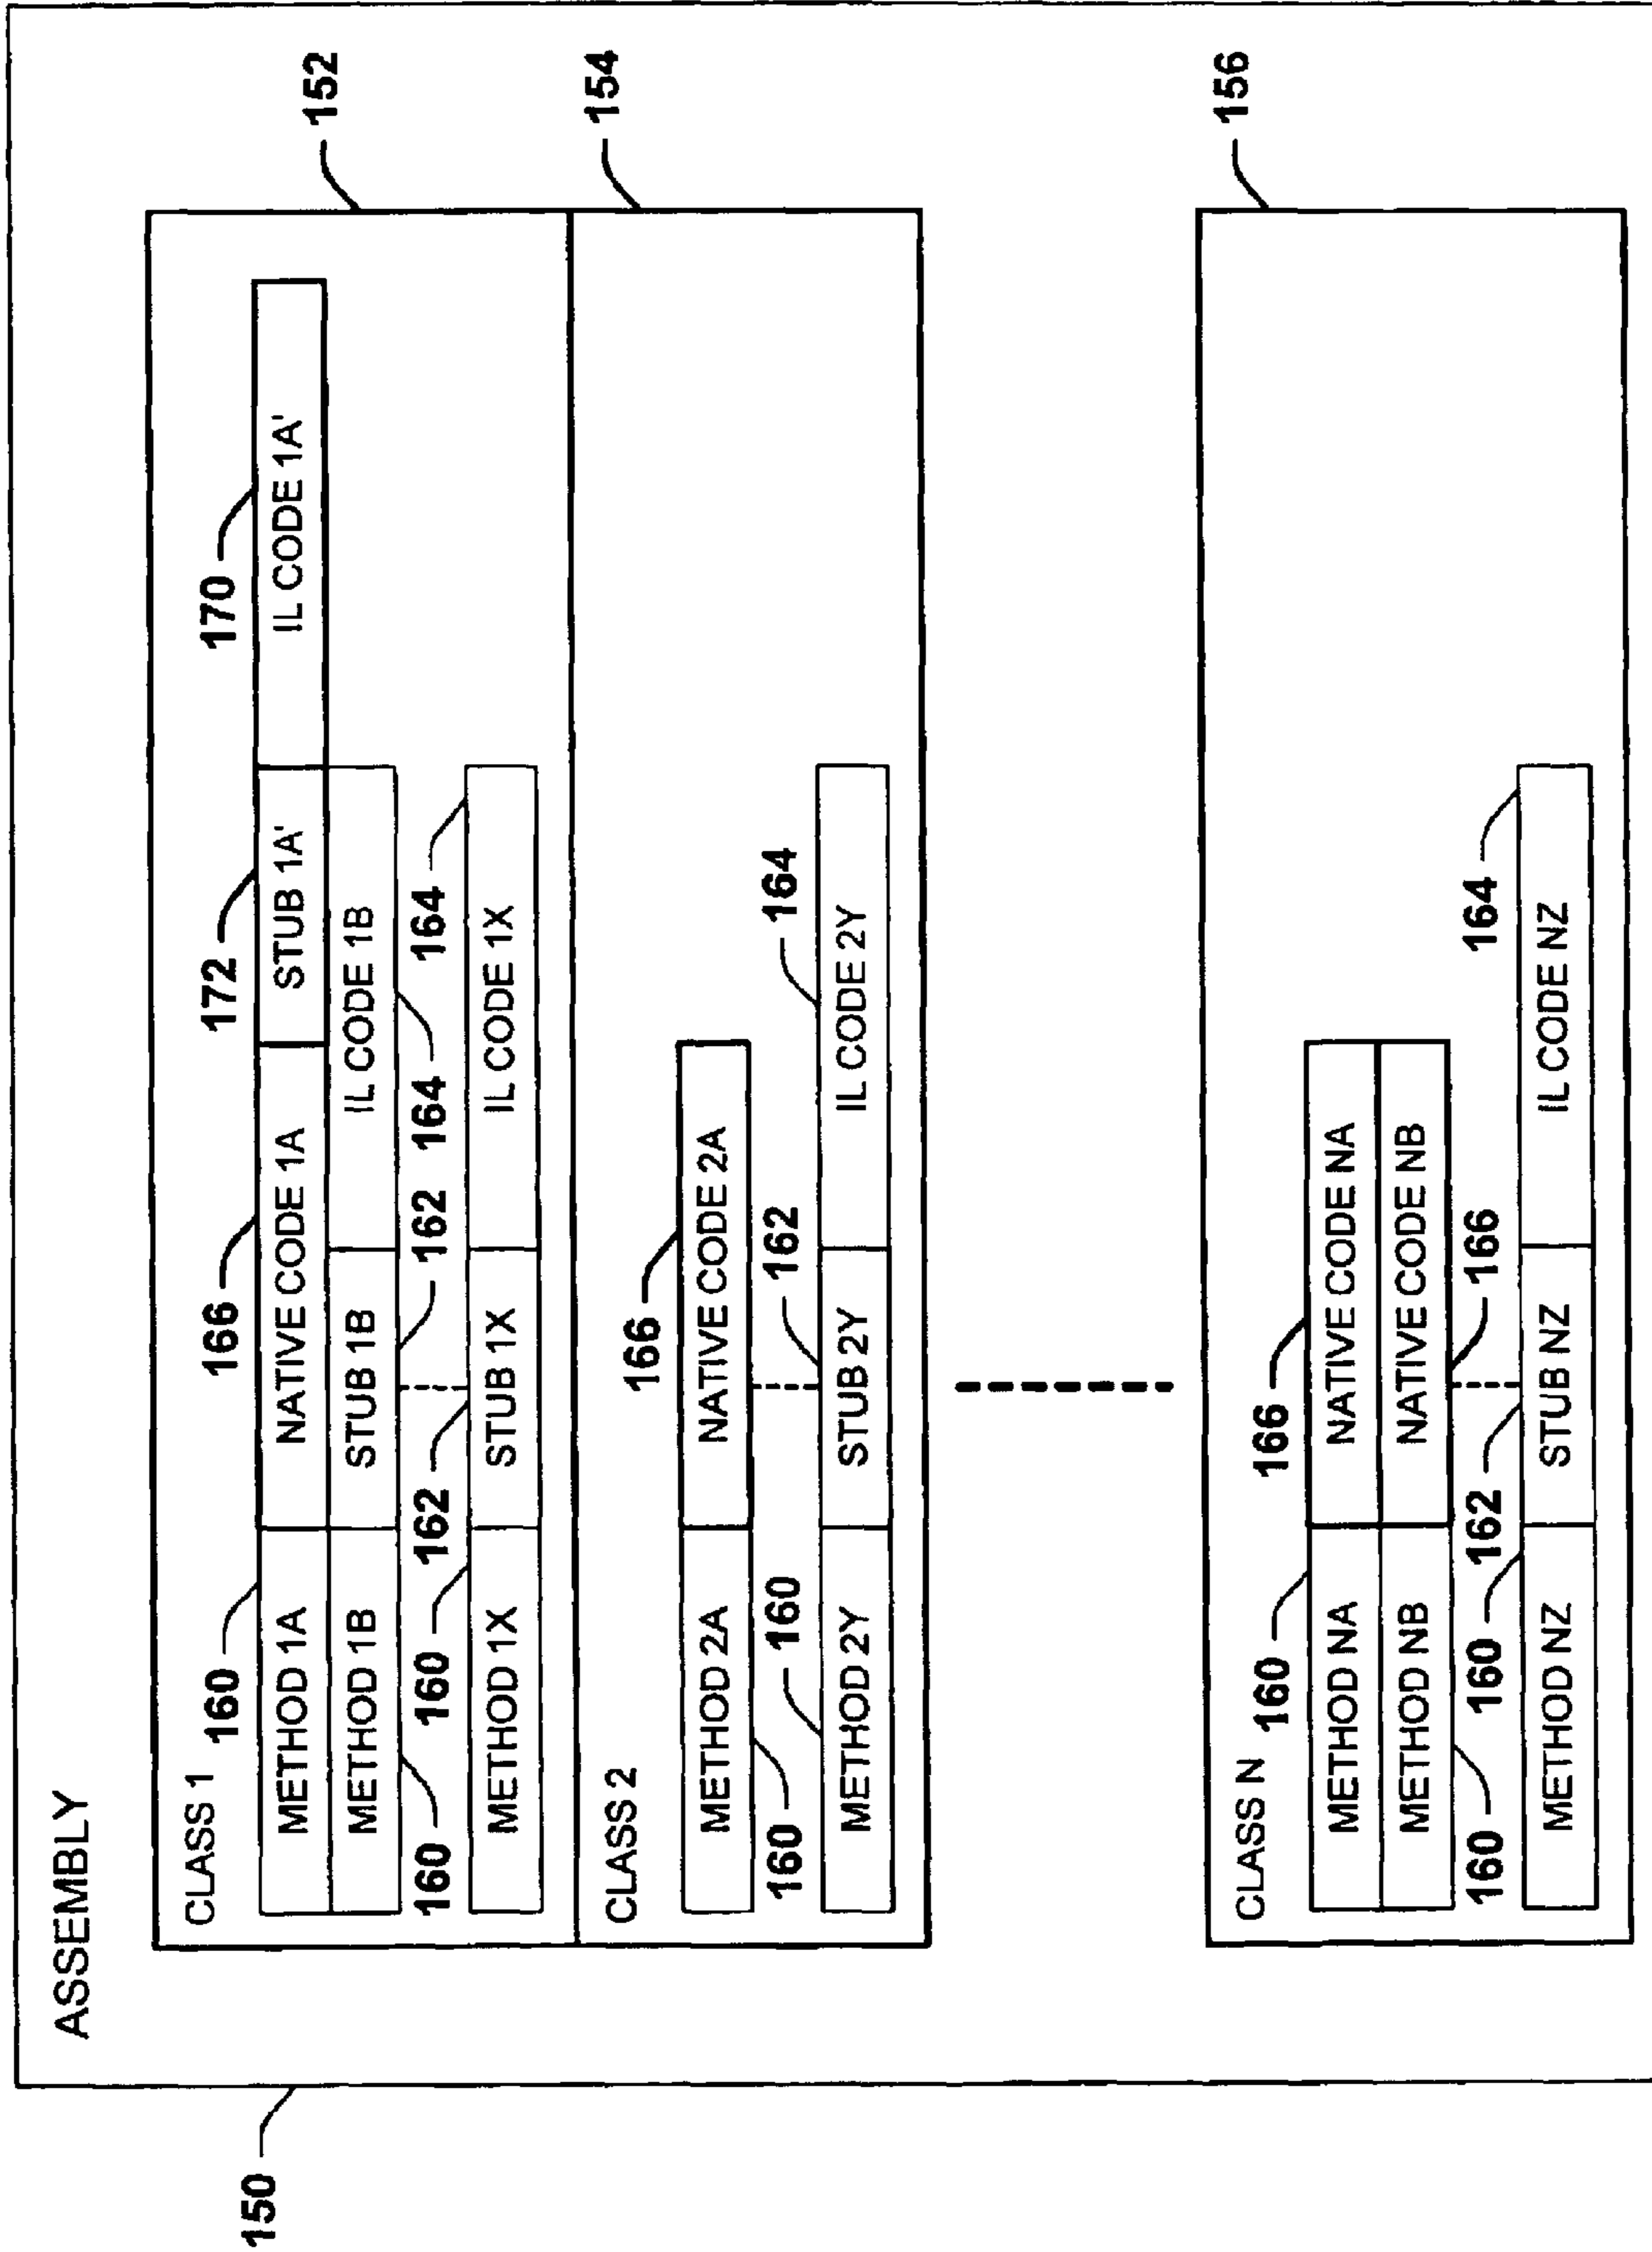 ASSEMBLY
150
CLASS 1
152
160
166
172
170
METHOD 1A NATIVE CODE 1A STUB 1A' IL CODE 1A'
METHOD 1B STUB 1B IL CODE 1B
160 160 162 162 164 164
METHOD 1X STUB 1X IL CODE 1X
CLASS 2
154
166
METHOD 2A NATIVE CODE 2A
160 160 162 164
METHOD 2Y STUB 2Y IL CODE 2Y
CLASS N
156
160
166
METHOD NA NATIVE CODE NA
METHOD NB NATIVE CODE NB
160 160 162 166 164
METHOD NZ STUB NZ IL CODE NZ